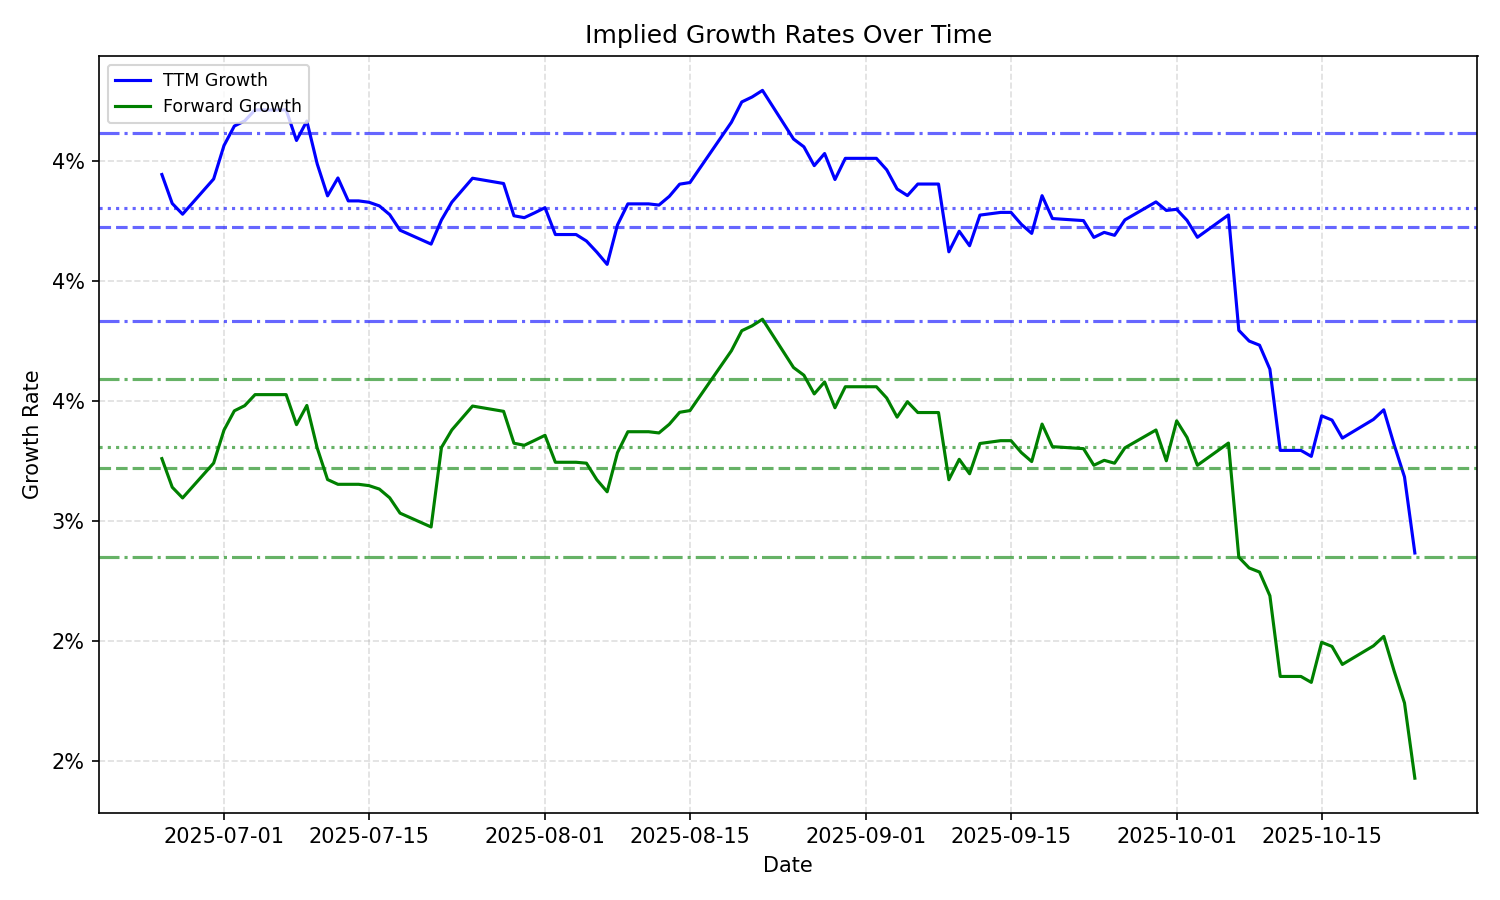 Implied Growth Rates Over Time
TTM Growth
Forward Growth
4%
4%
4%
3%
2%
2%
Growth Rate
2025-07-01
2025-07-15
2025-08-01
2025-08-15
2025-09-01
2025-09-15
2025-10-01
2025-10-15
Date